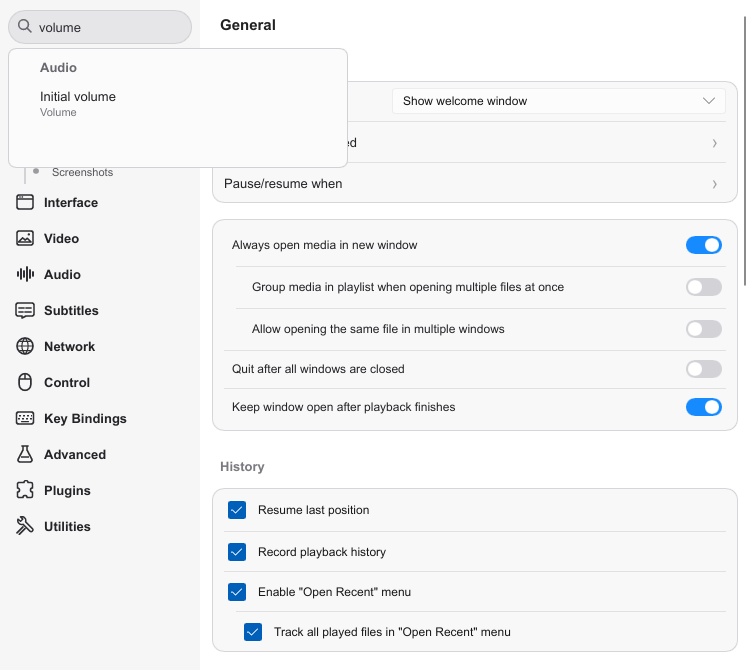 volume
Audio
Initial volume
Volume
Screenshots
Interface
Video
Audio
Subtitles
Network
Control
Key Bindings
Advanced
Plugins
Utilities
General
Show welcome window
Pause/resume when
Always open media in new window
Group media in playlist when opening multiple files at once
Allow opening the same file in multiple windows
Quit after all windows are closed
Keep window open after playback finishes
History
Resume last position
Record playback history
Enable "Open Recent" menu
Track all played files in "Open Recent" menu